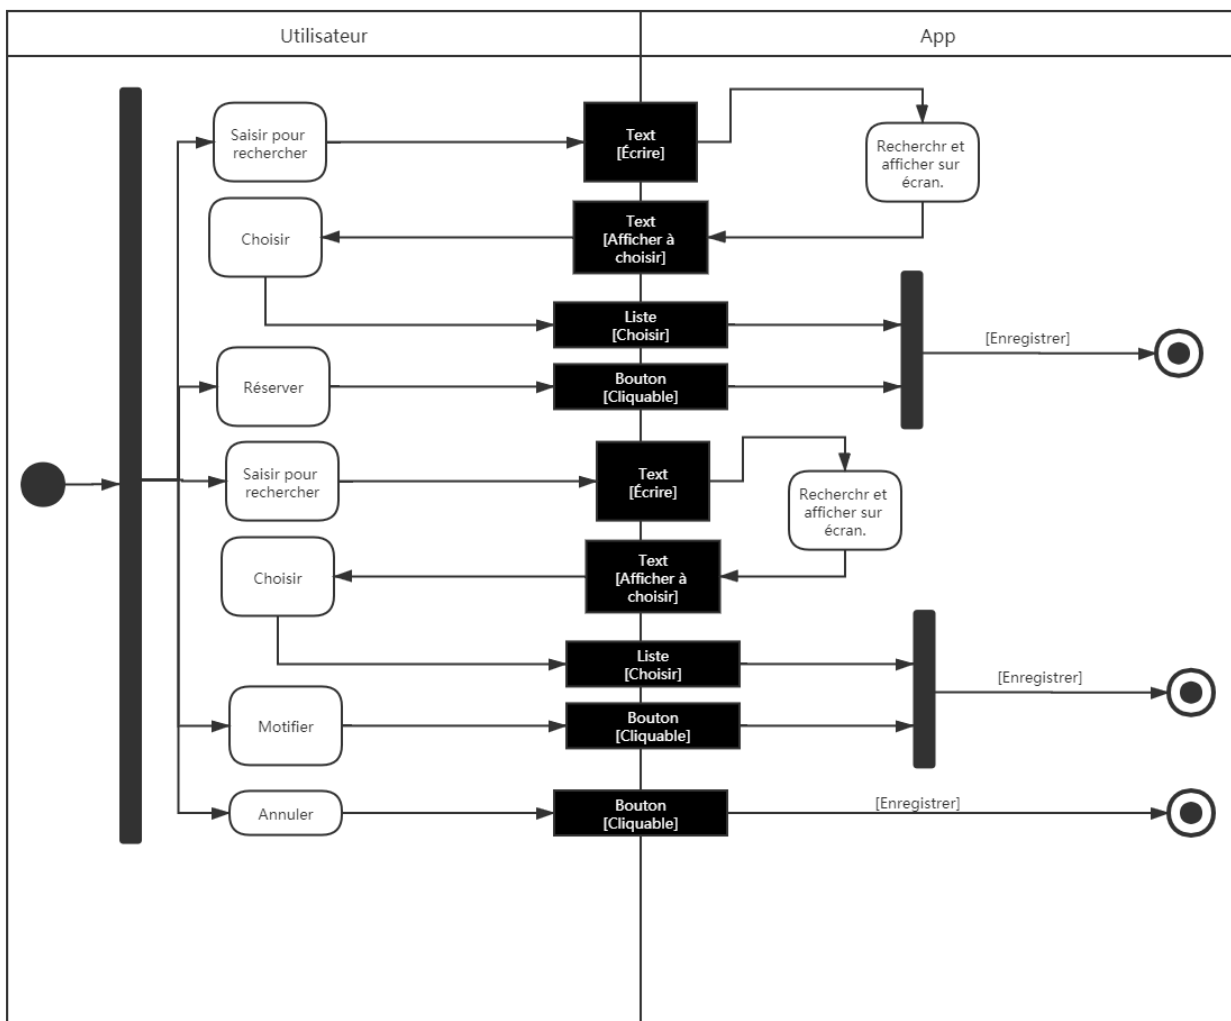 Utilisateur
App
Saisir pour
rechercher
Text
[Écrire]
Recherchr et
afficher sur
écran.
Choisir
Text
[Afficher à
choisir]
Liste
[Choisir]
[Enregistrer]
Réserver
Bouton
[Cliquable]
Saisir pour
rechercher
Text
[Écrire]
Recherchr et
afficher sur
écran.
Choisir
Text
[Afficher à
choisir]
Liste
[Choisir]
[Enregistrer]
Motifier
Bouton
[Cliquable]
Annuler
Bouton
[Cliquable]
[Enregistrer]